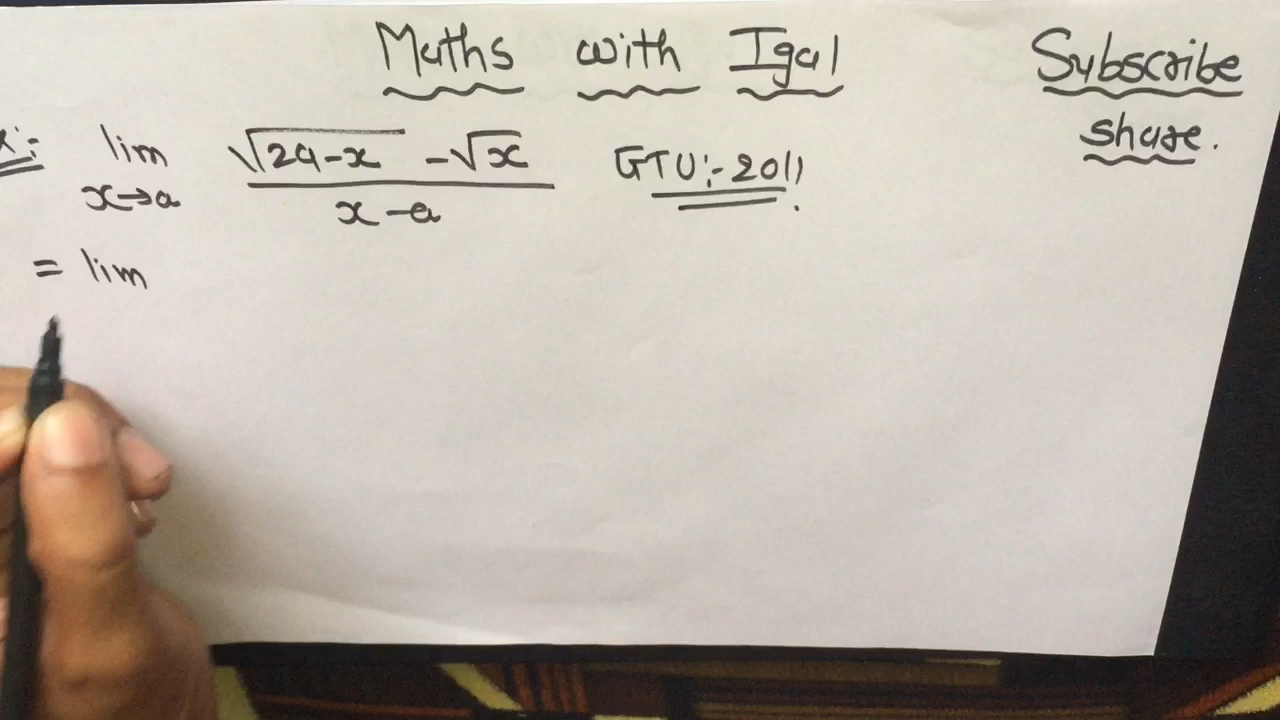 Maths with Igal
Subscribe
share.
x:- lim √2a-x - √x GTU:-2011
x→a x-a
= lim